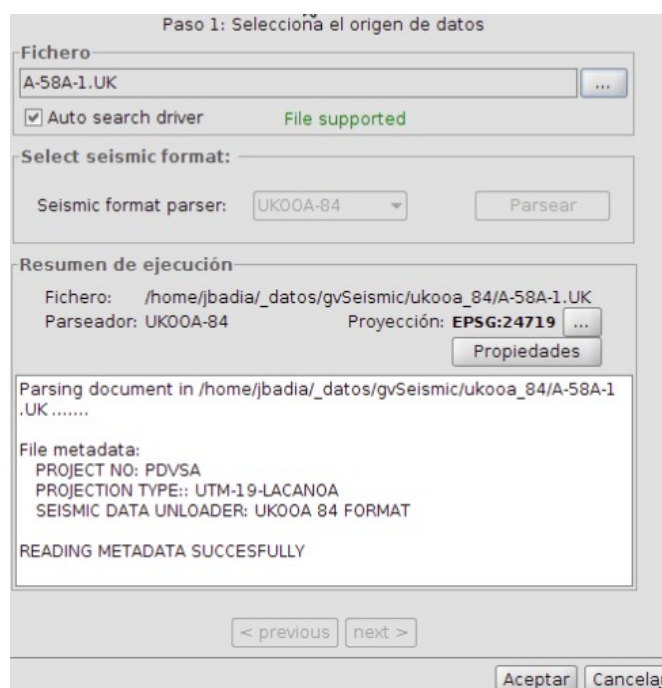 Paso 1: Selecciona el origen de datos
Fichero
A-58A-1.UK ...
Auto search driver File supported
Select seismic format:
Seismic format parser: UKOOA-84 Parsear
Resumen de ejecución
Fichero: /home/jbadia/_datos/gvSeismic/ukooa_84/A-58A-1.UK
Parseador: UKOOA-84 Proyección: EPSG:24719 ...
Propiedades
Parsing document in /home/jbadia/_datos/gvSeismic/ukooa_84/A-58A-1
.UK .......
File metadata:
PROJECT NO: PDVSA
PROJECTION TYPE:: UTM-19-LACANOA
SEISMIC DATA UNLOADER: UKOOA 84 FORMAT
READING METADATA SUCCESFULLY
< previous next >
Aceptar Cancelar